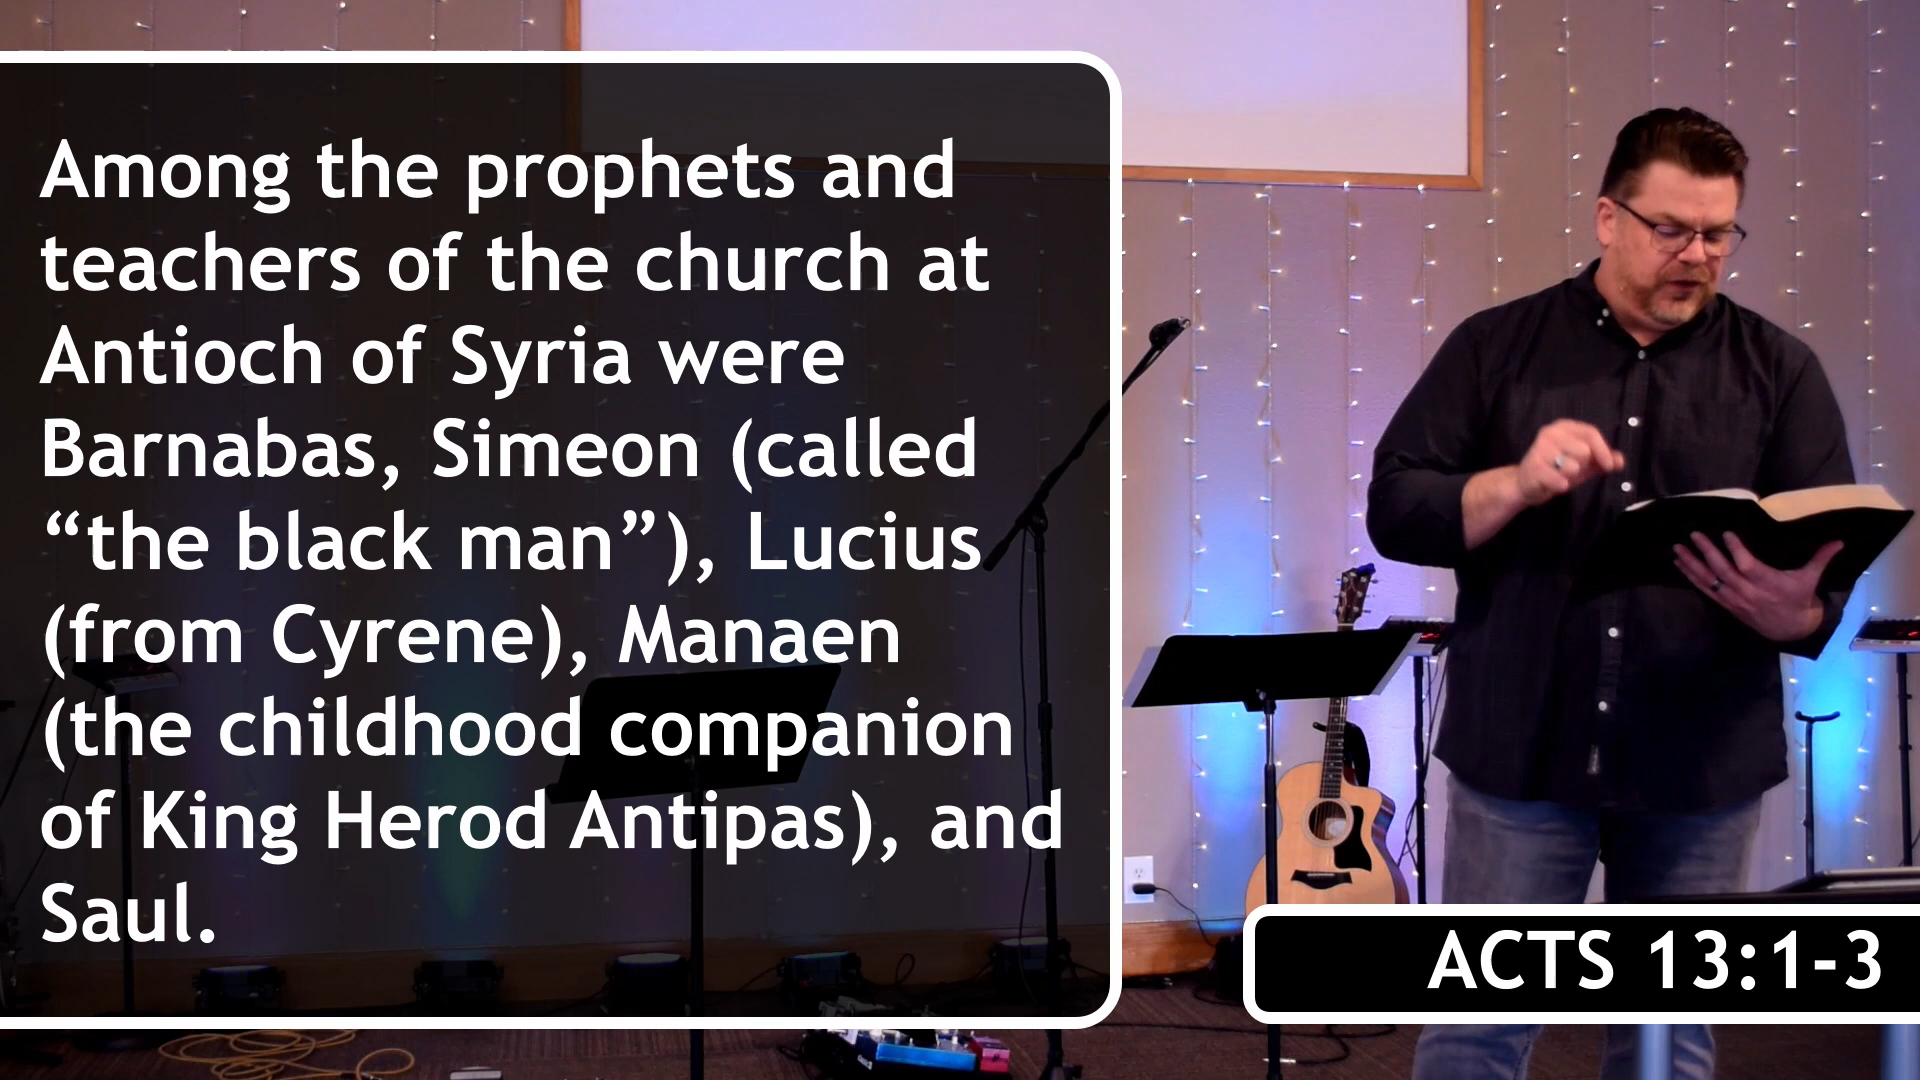 Among the prophets and
teachers of the church at
Antioch of Syria were
Barnabas, Simeon (called
“the black man”), Lucius
(from Cyrene), Manaen
(the childhood companion
of King Herod Antipas), and
Saul.
ACTS 13:1-3